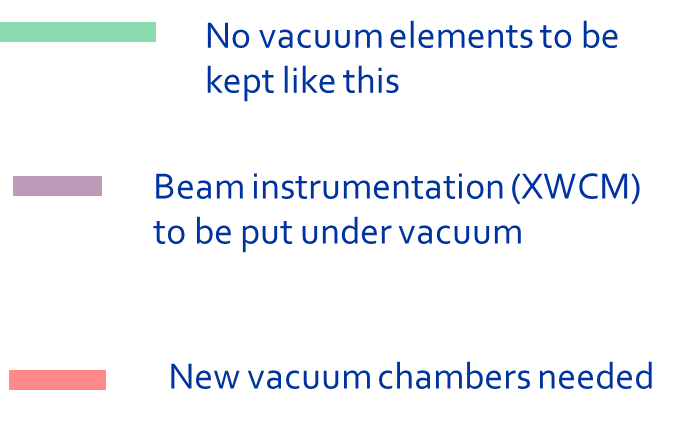 No vacuum elements to be
kept like this
Beam instrumentation (XWCM)
to be put under vacuum
New vacuum chambers needed